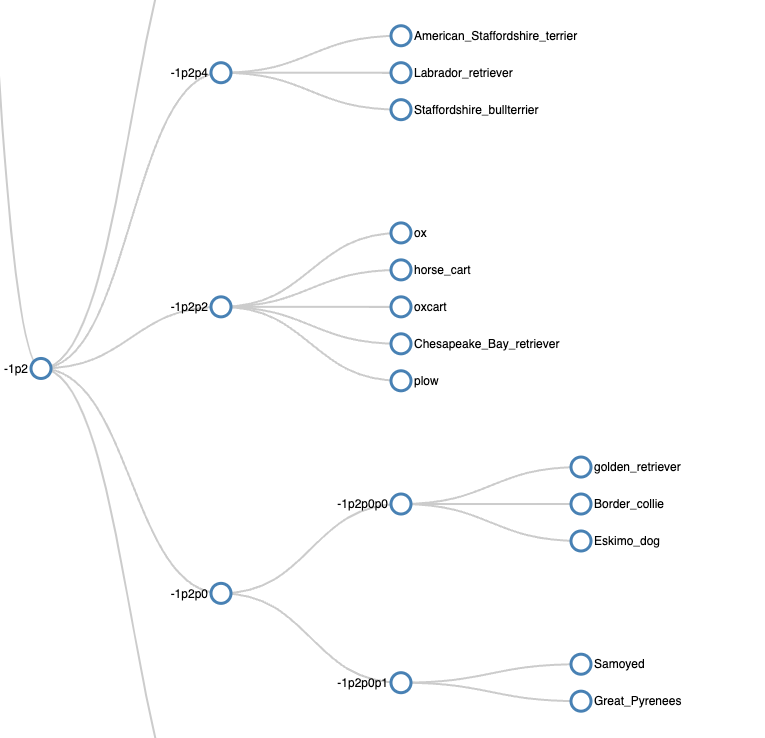 American_Staffordshire_terrier
-1p2p4
Labrador_retriever
Staffordshire_bullterrier
ox
horse_cart
-1p2p2
oxcart
Chesapeake_Bay_retriever
-1p2
plow
golden_retriever
-1p2p0p0
Border_collie
Eskimo_dog
-1p2p0
Samoyed
-1p2p0p1
Great_Pyrenees